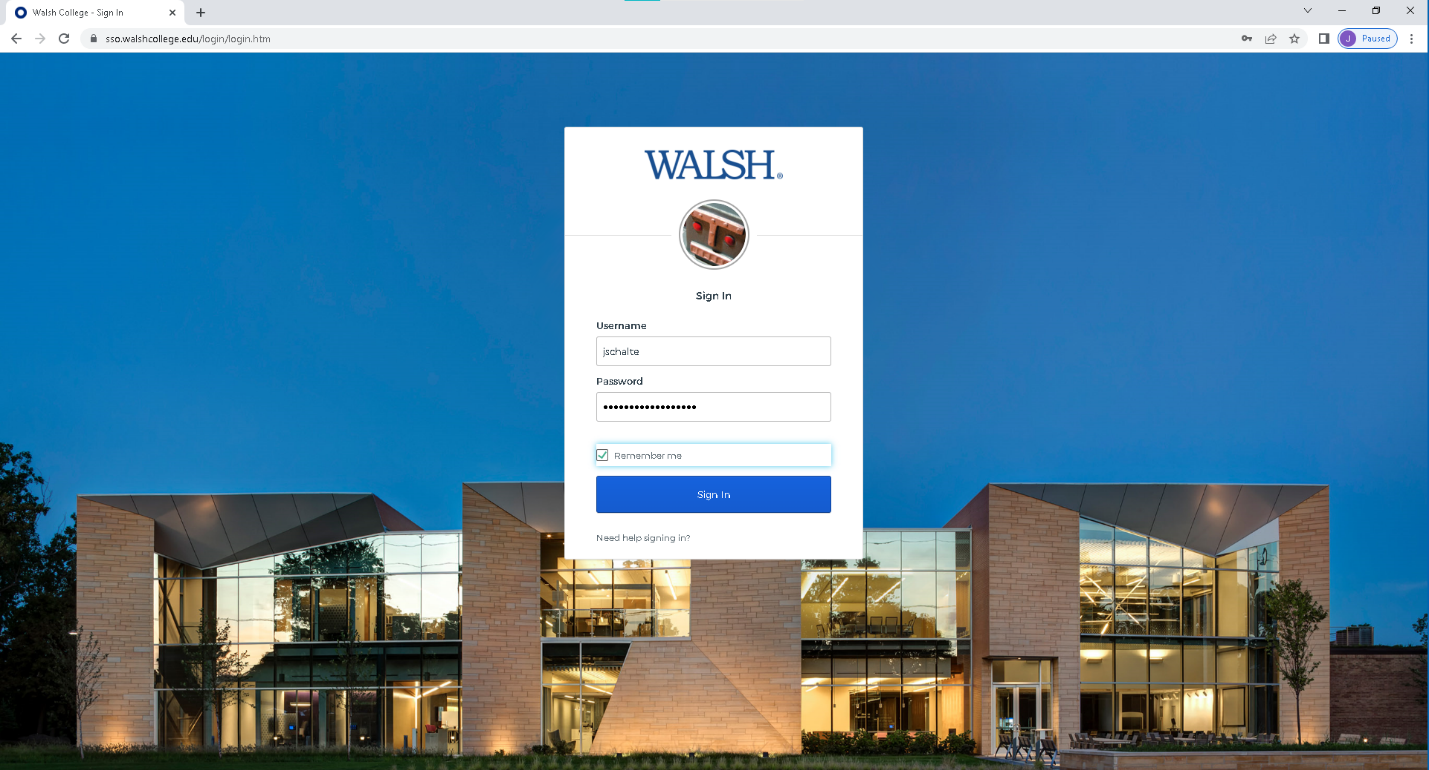 Walsh College - Sign In
sso.walshcollege.edu/login/login.htm
J Paused
WALSH®
Sign In
Username
jschalte
Password
••••••••••••••••••
Remember me
Sign In
Need help signing in?